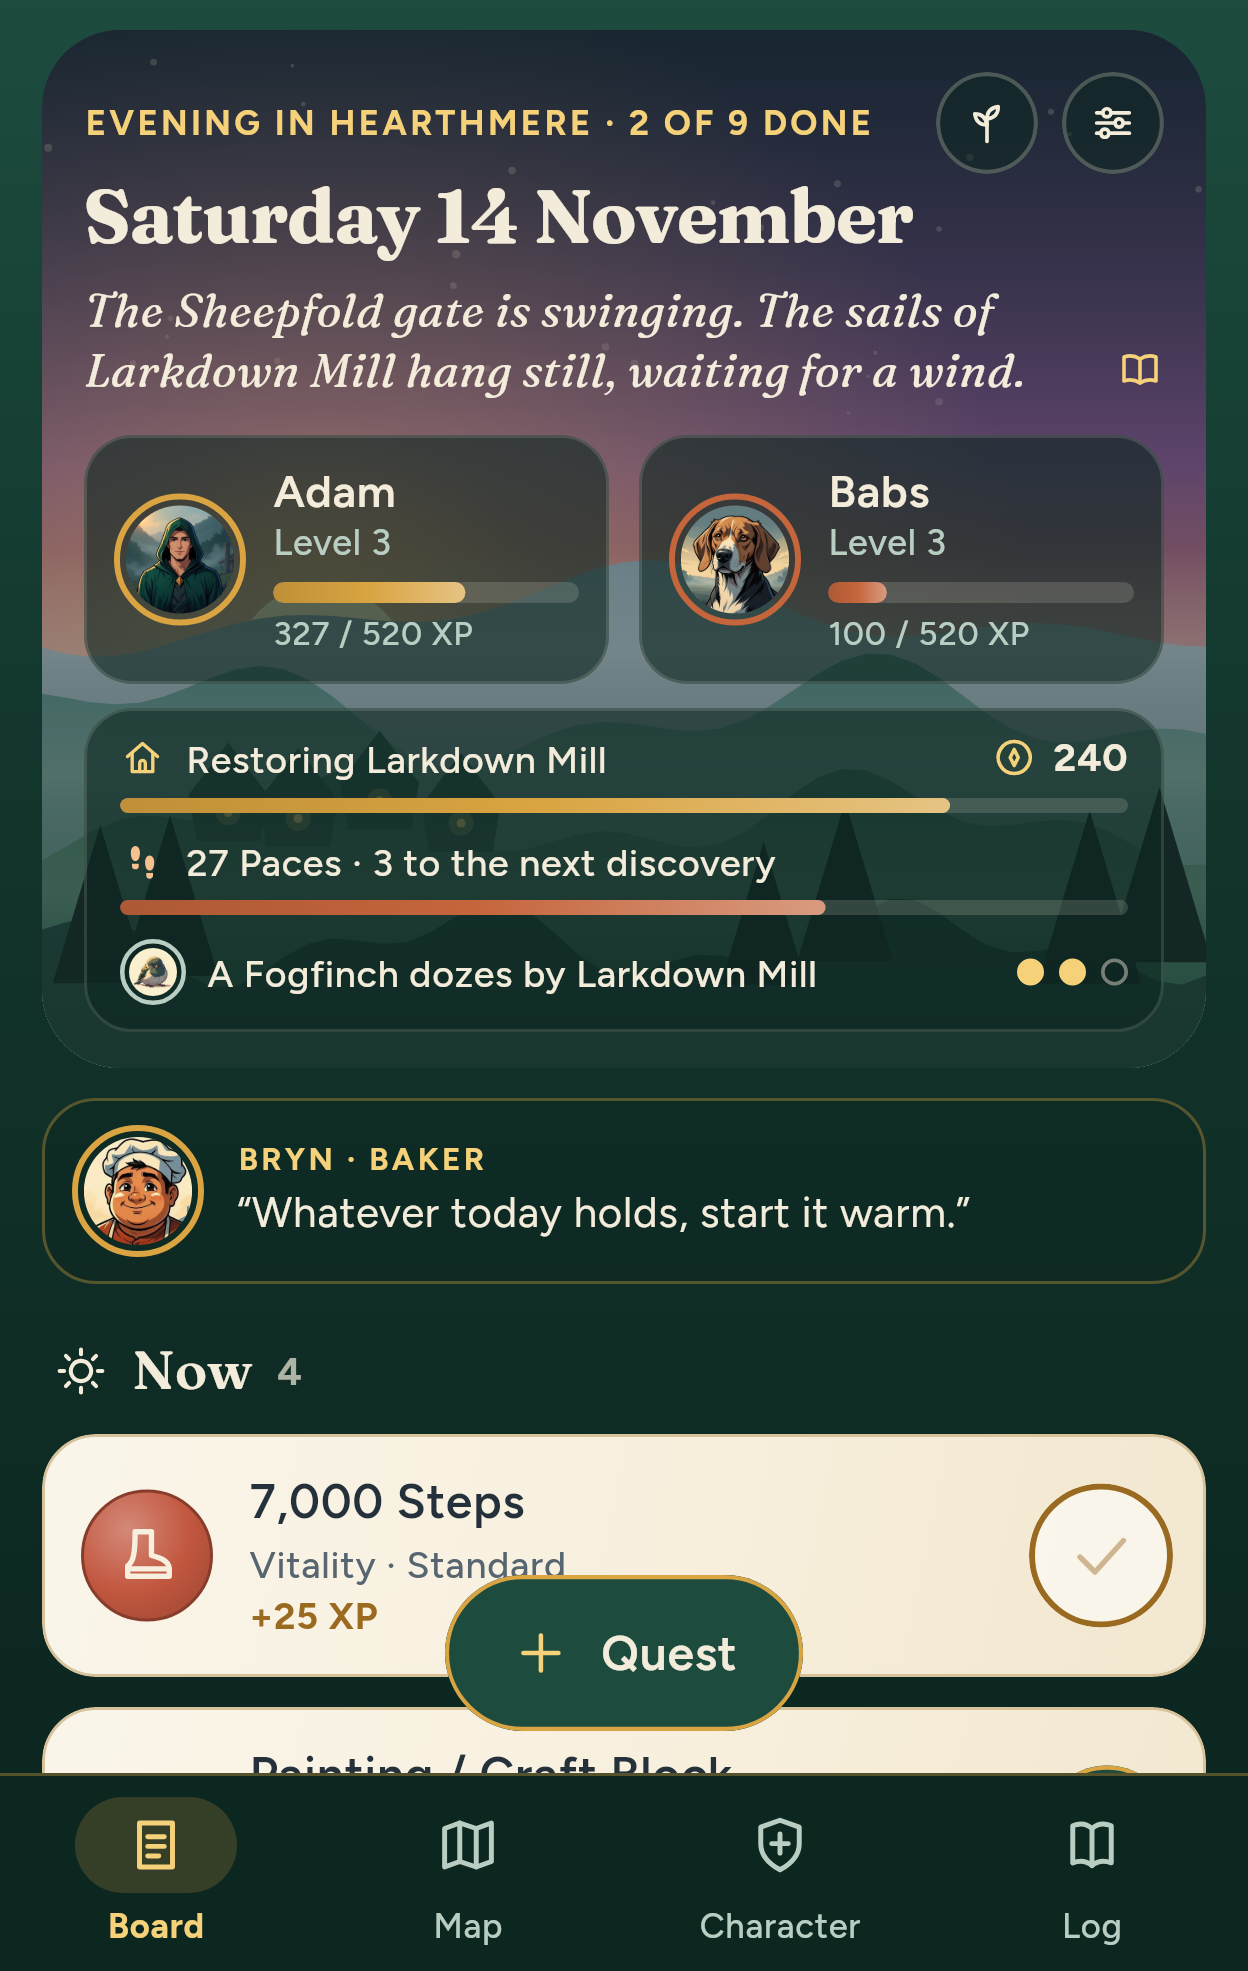 EVENING IN HEARTHMERE · 2 OF 9 DONE
Saturday 14 November
The Sheepfold gate is swinging. The sails of
Larkdown Mill hang still, waiting for a wind.
Adam
Level 3
327 / 520 XP
Babs
Level 3
100 / 520 XP
Restoring Larkdown Mill
240
27 Paces · 3 to the next discovery
A Fogfinch dozes by Larkdown Mill
BRYN · BAKER
“Whatever today holds, start it warm.”
Now 4
7,000 Steps
Vitality · Standard
+25 XP
Quest
Painting / Craft Block
Board
Map
Character
Log